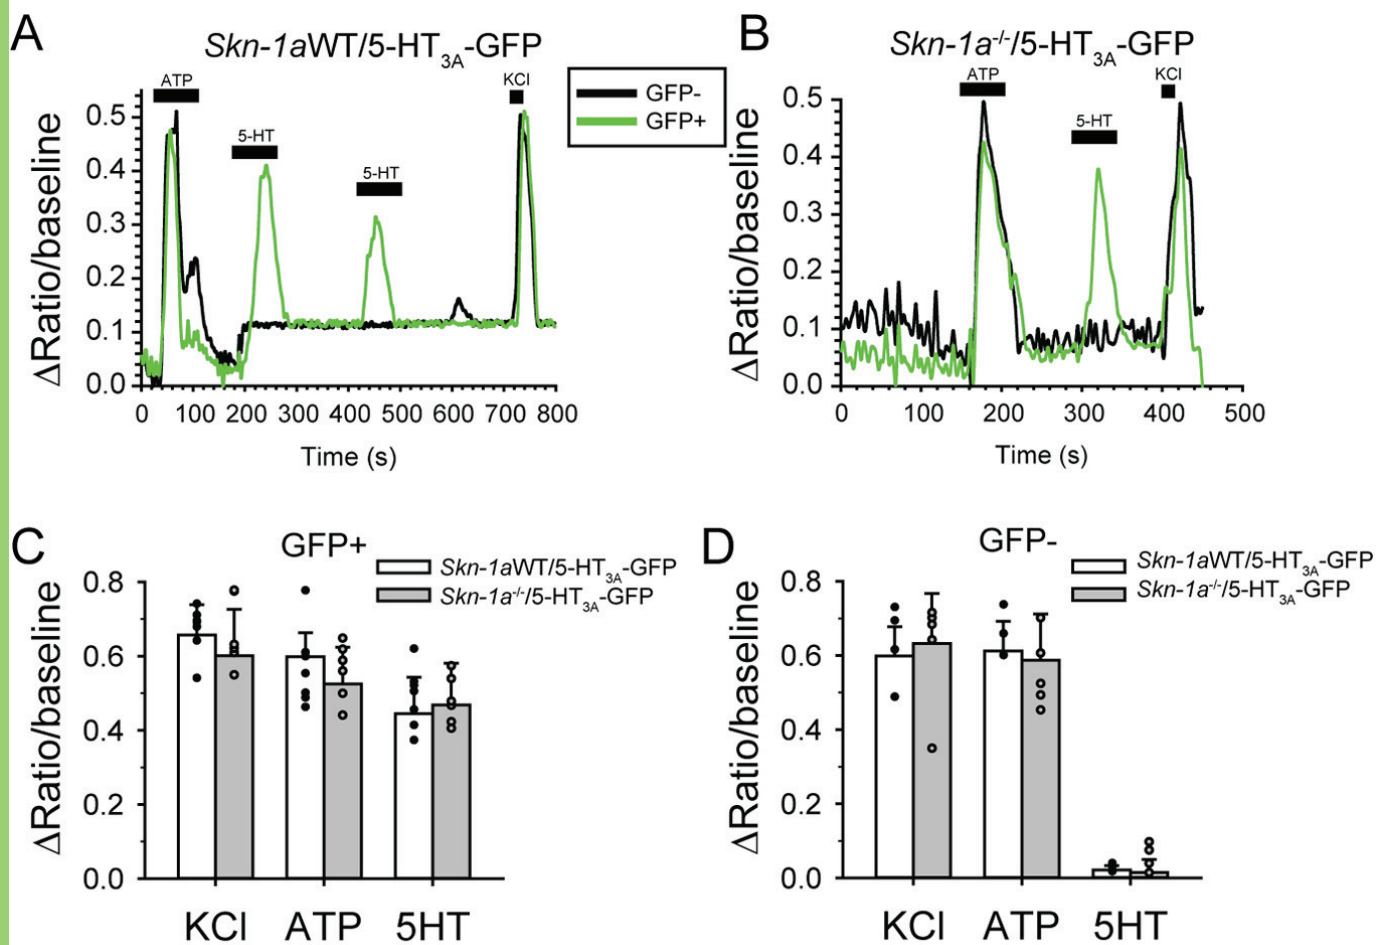 A
Skn-1aWT/5-HT3A-GFP
ATP
5-HT
5-HT
KCl
GFP-
GFP+
ΔRatio/baseline
0.5
0.4
0.3
0.2
0.1
0.0
0 100 200 300 400 500 600 700 800
Time (s)
B
Skn-1a-/-/5-HT3A-GFP
ATP
5-HT
KCl
ΔRatio/baseline
0.5
0.4
0.3
0.2
0.1
0.0
0 100 200 300 400 500
Time (s)
C
GFP+
Skn-1aWT/5-HT3A-GFP
Skn-1a-/-/5-HT3A-GFP
ΔRatio/baseline
0.8
0.6
0.4
0.2
0.0
KCl ATP 5HT
D
GFP-
Skn-1aWT/5-HT3A-GFP
Skn-1a-/-/5-HT3A-GFP
ΔRatio/baseline
0.8
0.6
0.4
0.2
0.0
KCl ATP 5HT